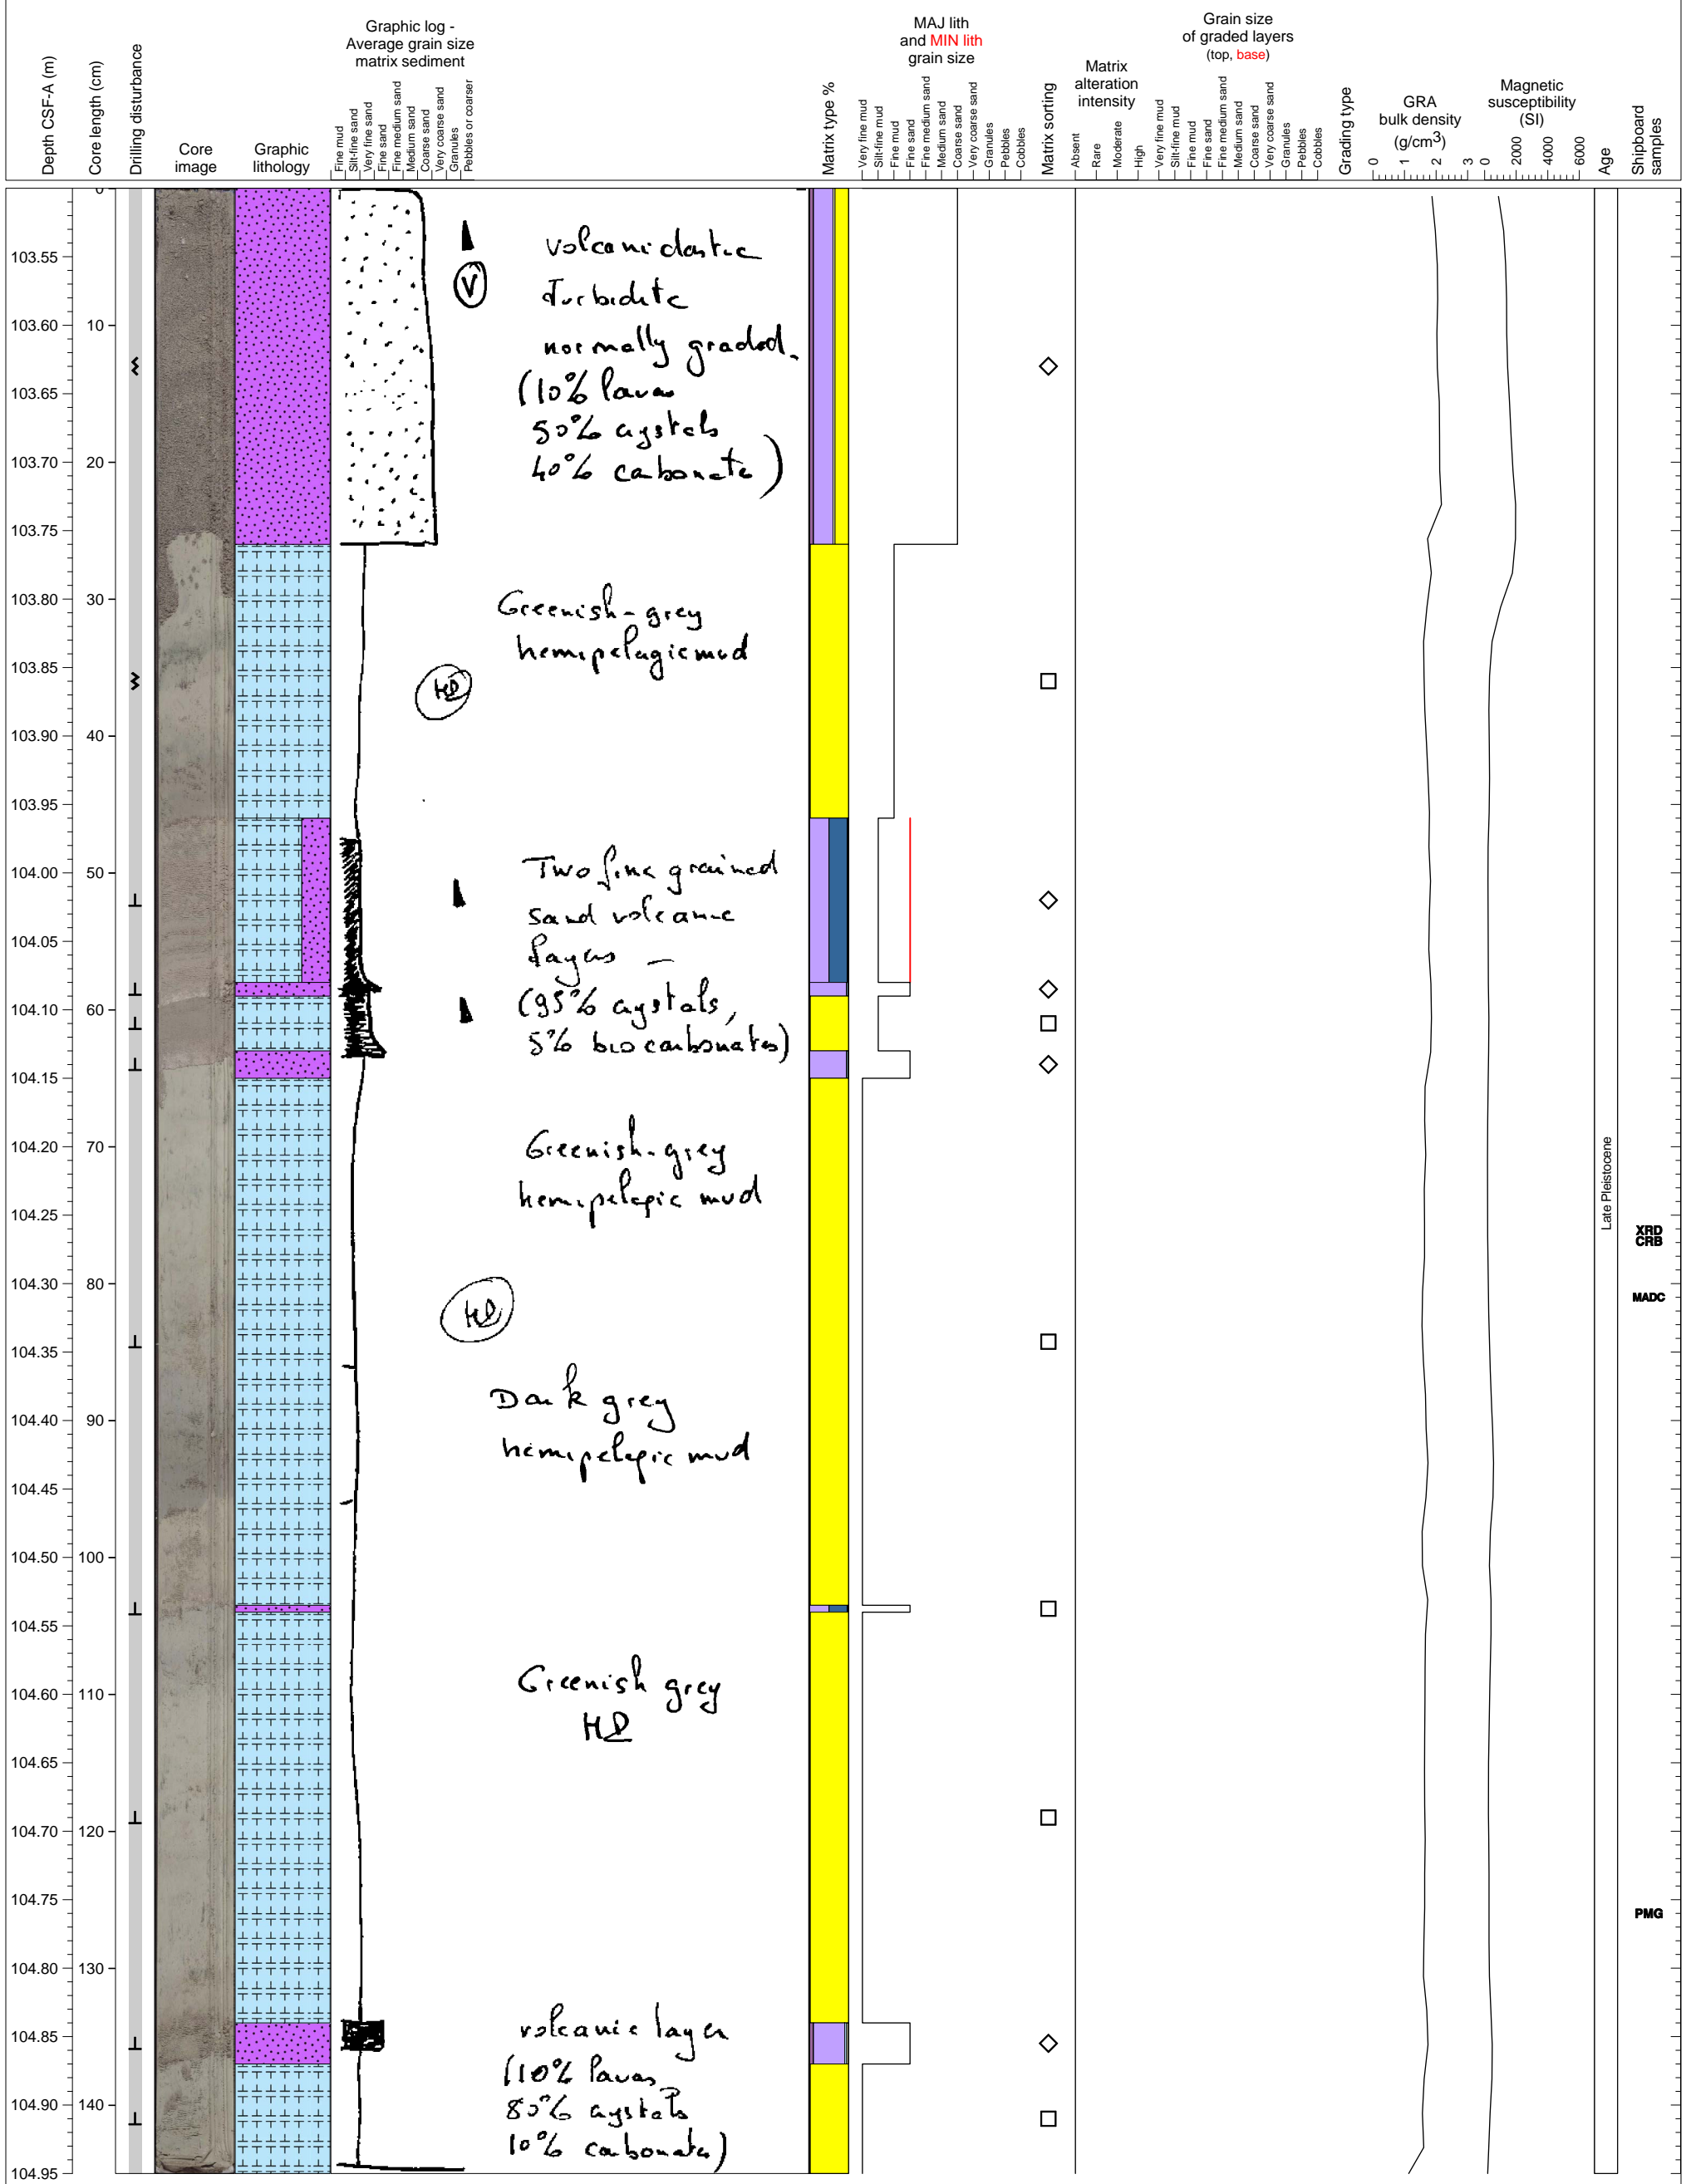 Depth CSF-A (m)
Core length (cm)
Drilling disturbance
Core
image
Graphic
lithology
Graphic log -
Average grain size
matrix sediment
Fine mud
Silt-fine sand
Very fine sand
Fine sand
Fine medium sand
Medium sand
Coarse sand
Very coarse sand
Granules
Pebbles or coarser
Matrix type %
MAJ lith
and MIN lith
grain size
Very fine mud
Silt-fine mud
Fine mud
Fine sand
Fine medium sand
Medium sand
Coarse sand
Very coarse sand
Granules
Pebbles
Cobbles
Matrix sorting
Matrix
alteration
intensity
Absent
Rare
Moderate
High
Grain size
of graded layers
(top, base)
Very fine mud
Silt-fine mud
Fine mud
Fine sand
Fine medium sand
Medium sand
Coarse sand
Very coarse sand
Granules
Pebbles
Cobbles
Grading type
GRA
bulk density
(g/cm3)
0 1 2 3
Magnetic
susceptibility
(SI)
0 2000 4000 6000
Age
Shipboard
samples
0
103.55
103.60 10
103.65
103.70 20
103.75
103.80 30
103.85
103.90 40
103.95
104.00 50
104.05
104.10 60
104.15
104.20 70
104.25
104.30 80
104.35
104.40 90
104.45
104.50 100
104.55
104.60 110
104.65
104.70 120
104.75
104.80 130
104.85
104.90 140
104.95
volcaniclastic
V
Turbidite
normally graded.
(10% lavas
50% crystals
40% carbonate)
Greenish-grey
hemipelagic mud
HP
Two fine grained
sand volcanic
layers —
(95% crystals,
5% biocarbonates)
Greenish-grey
hemipelagic mud
HP
Dark grey
hemipelagic mud
Greenish grey
HP
volcanic layer
(10% lavas
80% crystals
10% carbonates)
Late Pleistocene
XRD
CRB
MADC
PMG